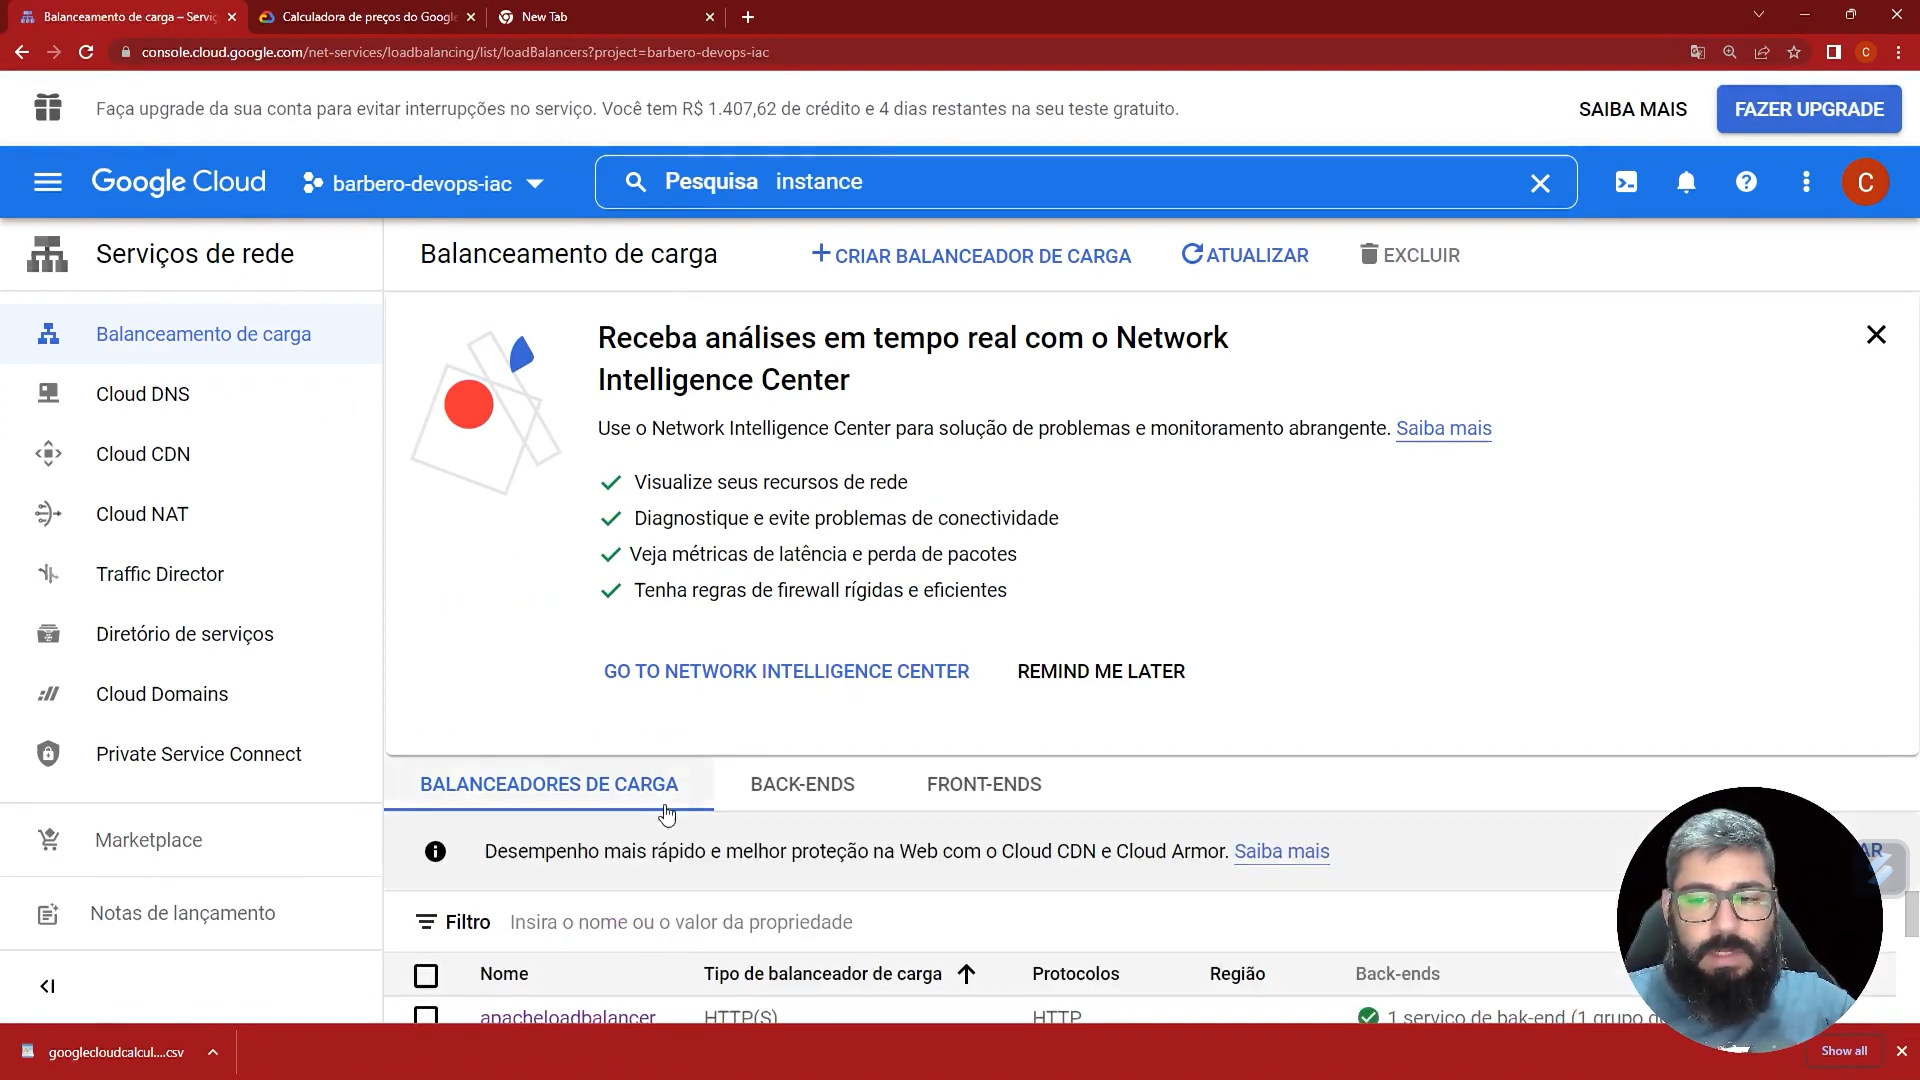 Balanceamento de carga – Serviç
Calculadora de preços do Google
New Tab
console.cloud.google.com/net-services/loadbalancing/list/loadBalancers?project=barbero-devops-iac
C
Faça upgrade da sua conta para evitar interrupções no serviço. Você tem R$ 1.407,62 de crédito e 4 dias restantes na seu teste gratuito.
SAIBA MAIS
FAZER UPGRADE
Google Cloud
barbero-devops-iac
Pesquisa instance
C
Serviços de rede
Balanceamento de carga
CRIAR BALANCEADOR DE CARGA
ATUALIZAR
EXCLUIR
Balanceamento de carga
Cloud DNS
Cloud CDN
Cloud NAT
Traffic Director
Diretório de serviços
Cloud Domains
Private Service Connect
Marketplace
Notas de lançamento
Receba análises em tempo real com o Network
Intelligence Center
Use o Network Intelligence Center para solução de problemas e monitoramento abrangente. Saiba mais
Visualize seus recursos de rede
Diagnostique e evite problemas de conectividade
Veja métricas de latência e perda de pacotes
Tenha regras de firewall rígidas e eficientes
GO TO NETWORK INTELLIGENCE CENTER
REMIND ME LATER
BALANCEADORES DE CARGA
BACK-ENDS
FRONT-ENDS
Desempenho mais rápido e melhor proteção na Web com o Cloud CDN e Cloud Armor. Saiba mais
AR
Filtro Insira o nome ou o valor da propriedade
Nome
Tipo de balanceador de carga
Protocolos
Região
Back-ends
apacheloadbalancer
HTTP(S)
HTTP
1 serviço de bak-end (1 grupo d
googlecloudcalcul....csv
Show all